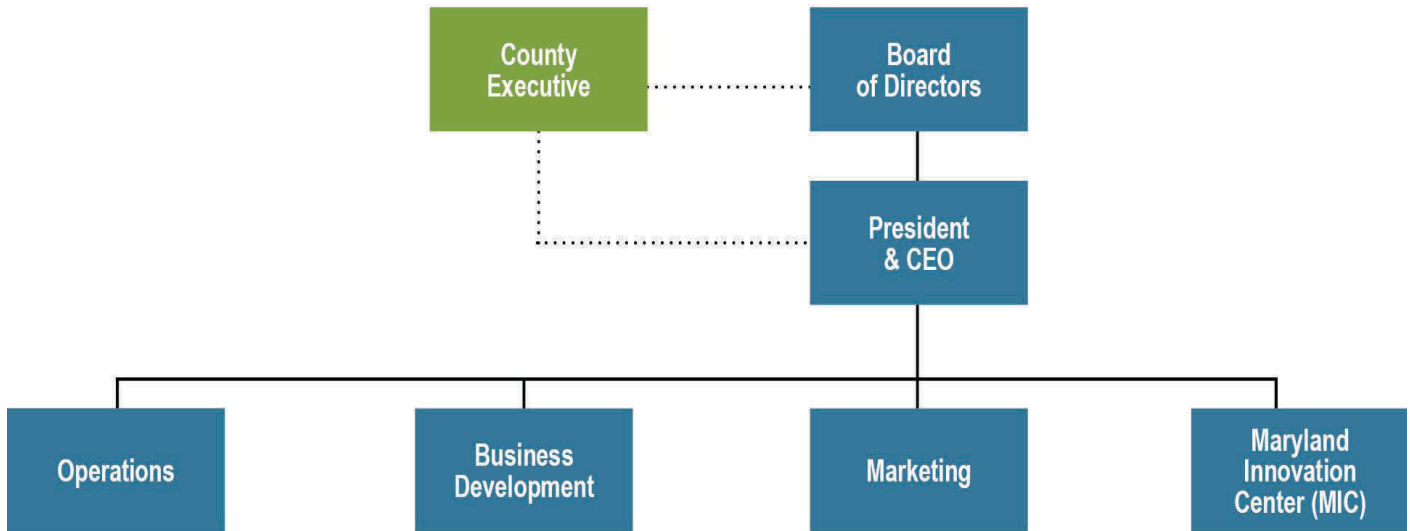 County
Executive
Board
of Directors
President
& CEO
Operations
Business
Development
Marketing
Maryland
Innovation
Center (MIC)